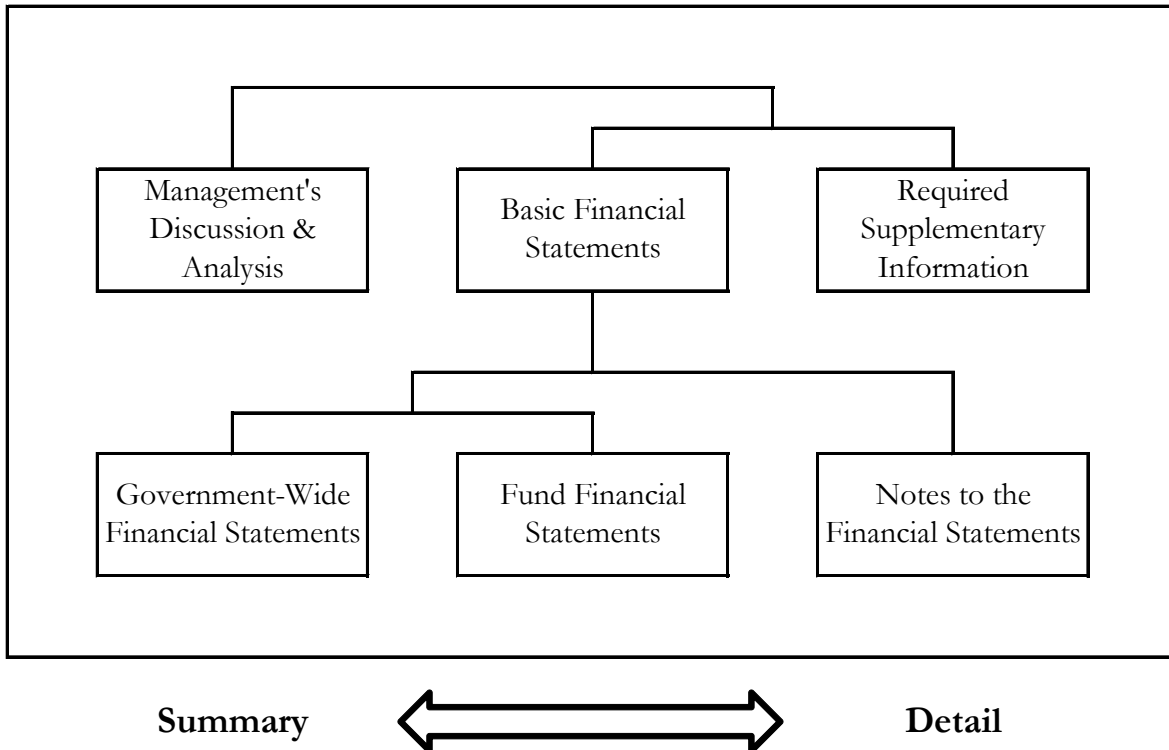 Management's
Discussion &
Analysis
Basic Financial
Statements
Required
Supplementary
Information
Government-Wide
Financial Statements
Fund Financial
Statements
Notes to the
Financial Statements
Summary
Detail